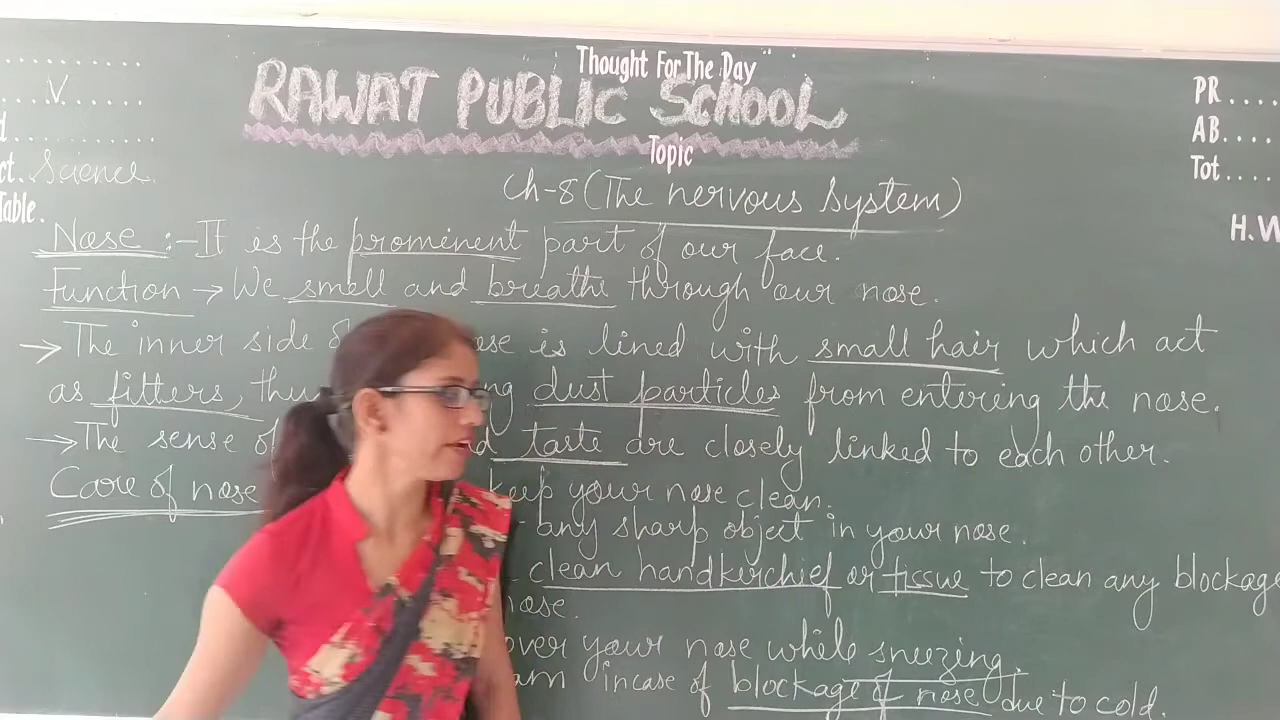 Thought For The Day
RAWAT PUBLIC SCHOOL
Topic
V
ct. Science
Table.
PR....
AB....
Tot....
H.W
Ch-8 (The nervous system)
Nose :- It is the prominent part of our face.
Function → We smell and breathe through our nose.
→ The inner side is lined with small hair which act
as filters, dust particles from entering the nose.
→ The sense of taste are closely linked to each other.
Care of nose keep your nose clean.
any sharp object in your nose.
clean handkerchief or tissue to clean any blockage
nose.
your nose while sneezing.
incase of blockage of nose due to cold.